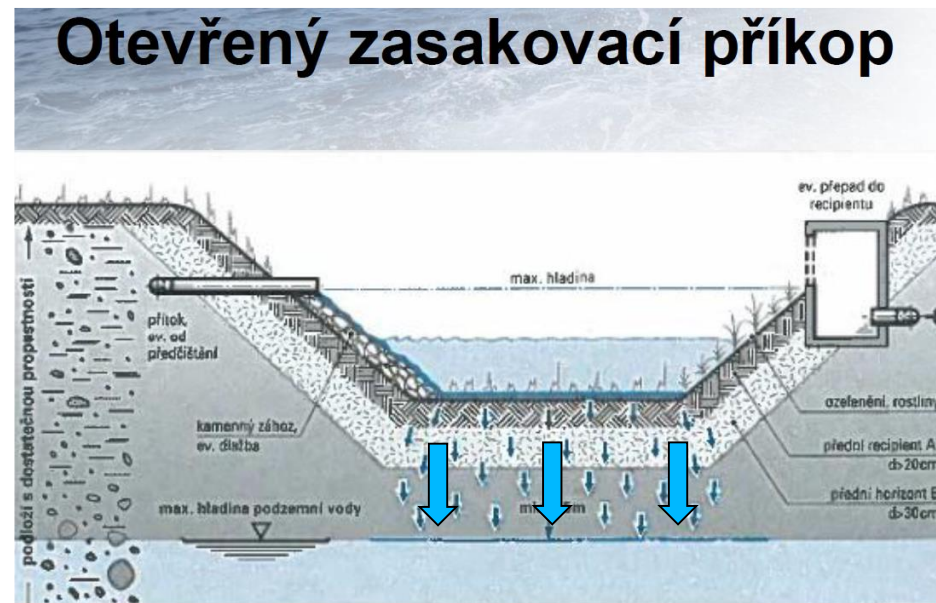 Otevřený zasakovací příkop
ev. přepad do
recipientu
max. hladina
podloží s dostatečnou propustností
přítok,
ev. od
předčištění
kamenný zához,
ev. dlažba
ozelenění, rostliny
přední recipient A
d>20cm
přední horizont B
d>30cm
max. hladina podzemní vody